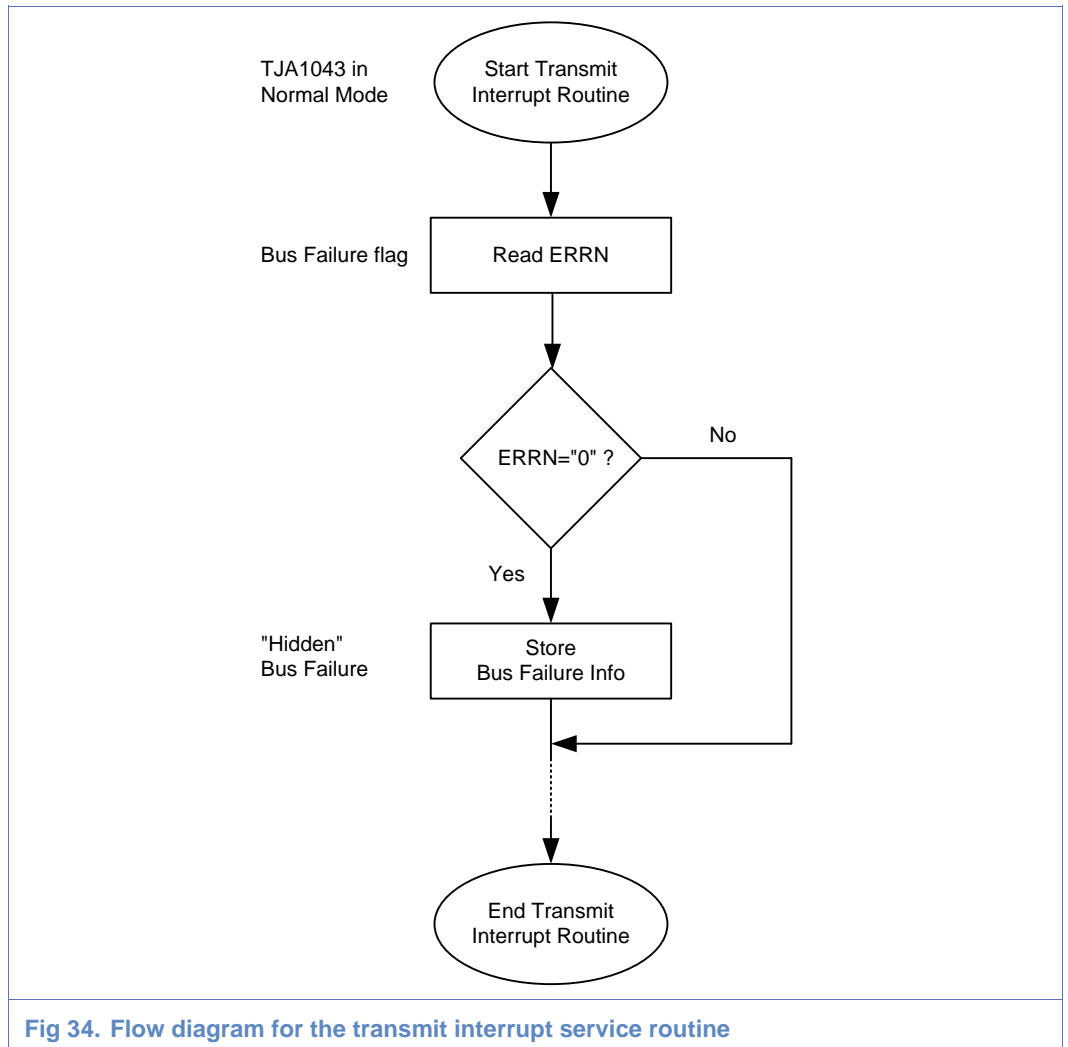 TJA1043 in
Normal Mode
Start Transmit
Interrupt Routine
Bus Failure flag
Read ERRN
ERRN="0" ?
No
Yes
"Hidden"
Bus Failure
Store
Bus Failure Info
End Transmit
Interrupt Routine
Fig 34. Flow diagram for the transmit interrupt service routine